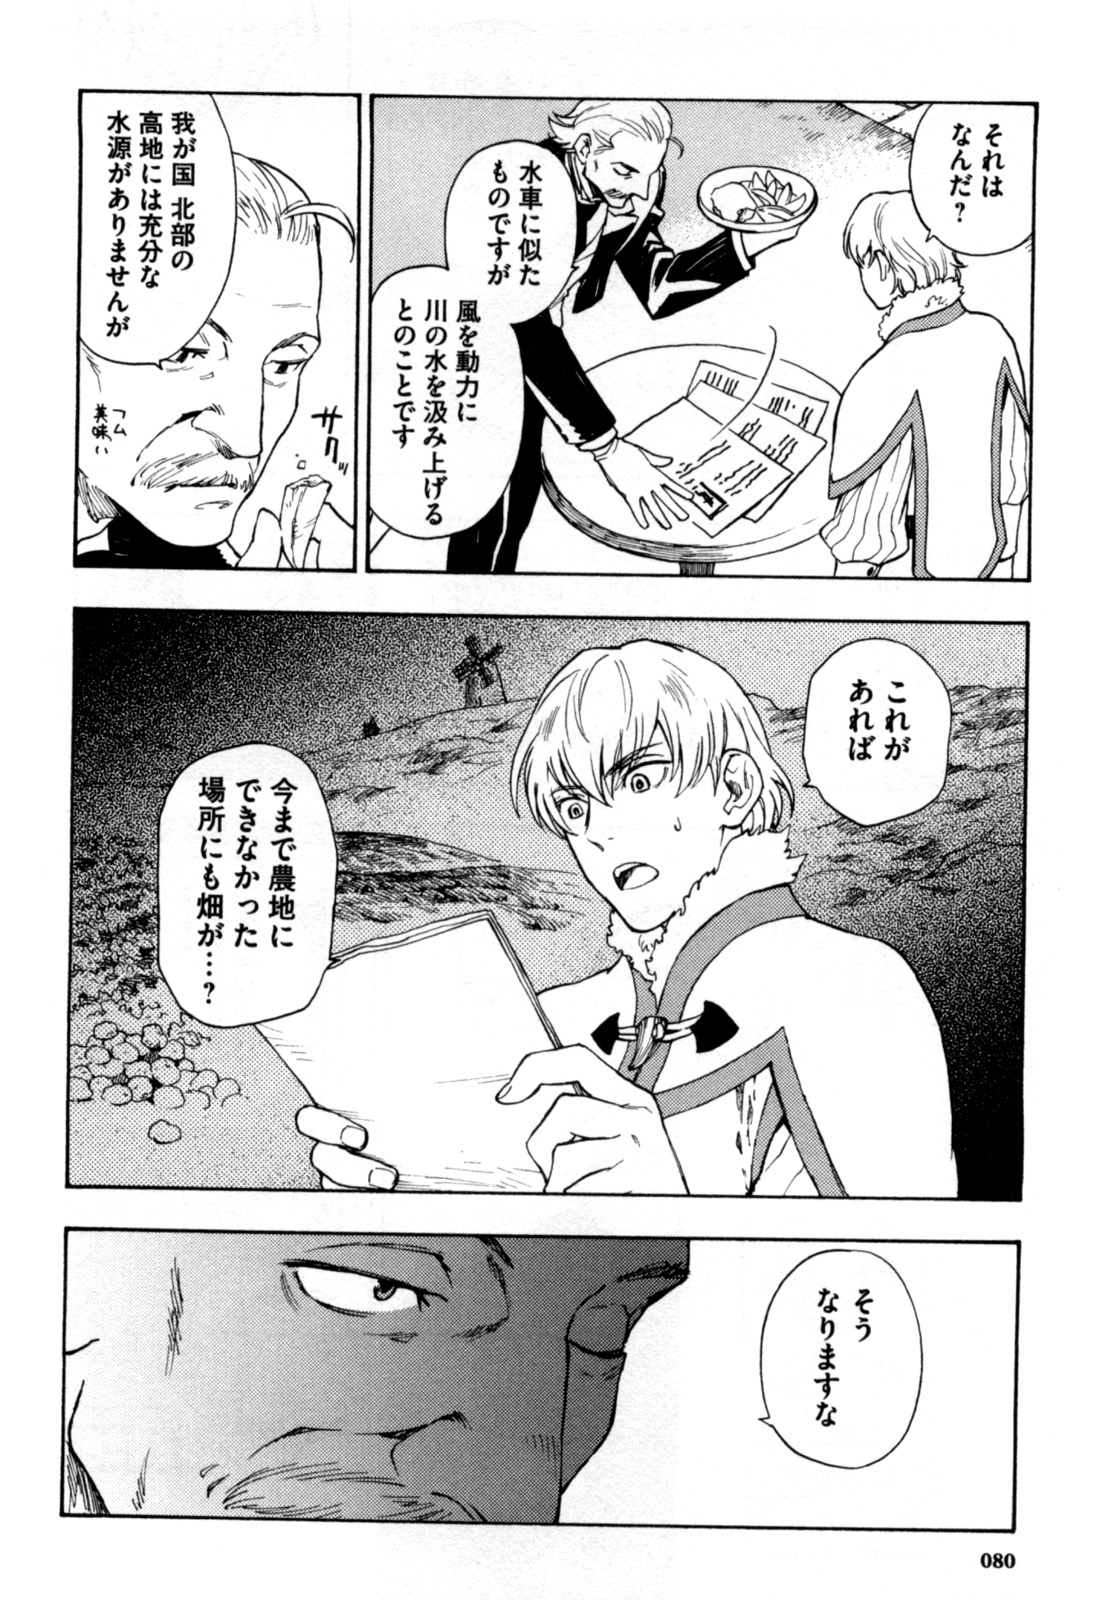 それは
なんだ?
水車に似た
ものですが
風を動力に
川の水を汲み上げる
とのことです
我が国 北部の
高地には充分な
水源がありませんが
サクッ
フム
美味い
これが
あれば
今まで農地に
できなかった
場所にも畑が…?
そう
なりますな
080